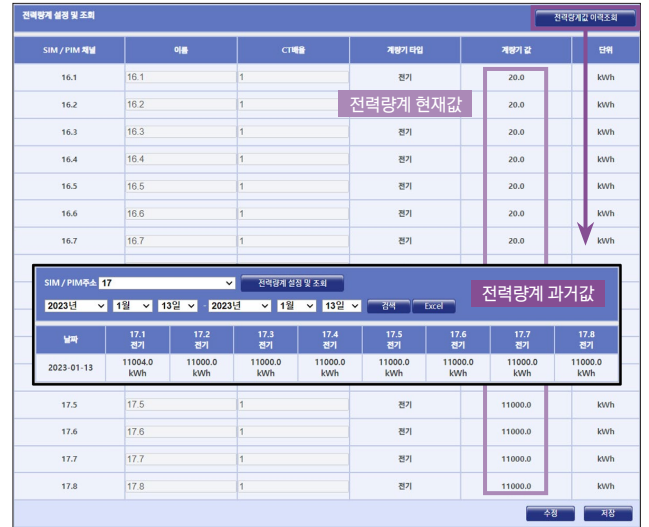 전력량계 설정 및 조회 전력량계값 이력조회
SIM / PIM 채널 이름 CT배율 계량기 타입 계량기 값 단위
16.1 16.1 1 전기 20.0 kWh
16.2 16.2 1 20.0 kWh
전력량계 현재값
16.3 16.3 1 전기 20.0 kWh
16.4 16.4 1 전기 20.0 kWh
16.5 16.5 1 전기 20.0 kWh
16.6 16.6 1 전기 20.0 kWh
16.7 16.7 1 전기 20.0 kWh
SIM / PIM주소 17 전력량계 설정 및 조회
전력량계 과거값
2023년 1월 13일 - 2023년 1월 13일 검색 Excel
날짜 17.1 17.2 17.3 17.4 17.5 17.6 17.7 17.8
전기 전기 전기 전기 전기 전기 전기 전기
2023-01-13 11004.0 11000.0 11000.0 11000.0 11000.0 11000.0 11000.0 11000.0
kWh kWh kWh kWh kWh kWh kWh kWh
17.5 17.5 1 전기 11000.0 kWh
17.6 17.6 1 전기 11000.0 kWh
17.7 17.7 1 전기 11000.0 kWh
17.8 17.8 1 전기 11000.0 kWh
수정 저장